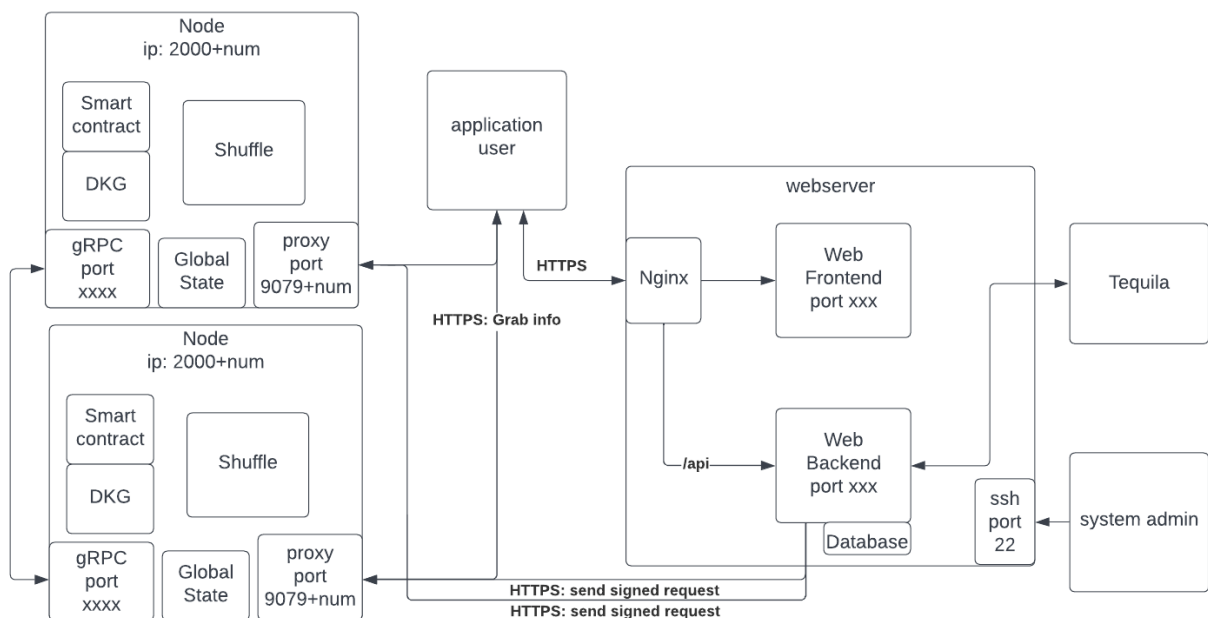 Node
ip: 2000+num
Smart
contract
DKG
Shuffle
gRPC
port
xxxx
Global
State
proxy
port
9079+num
Node
ip: 2000+num
Smart
contract
DKG
Shuffle
gRPC
port
xxxx
Global
State
proxy
port
9079+num
application
user
HTTPS
HTTPS: Grab info
webserver
Nginx
Web
Frontend
port xxx
/api
Web
Backend
port xxx
Database
ssh
port
22
Tequila
system admin
HTTPS: send signed request
HTTPS: send signed request